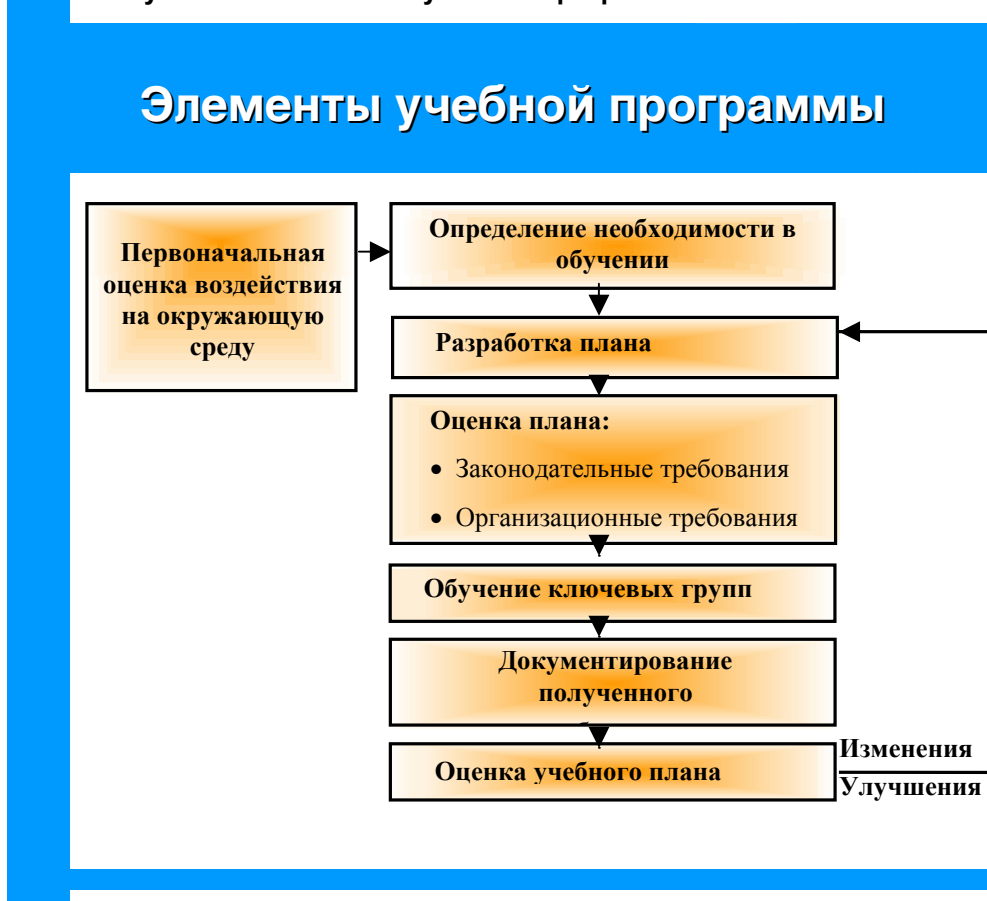 Элементы учебной программы
Первоначальная
оценка воздействия
на окружающую
среду
Определение необходимости в
обучении
Разработка плана
Оценка плана:
• Законодательные требования
• Организационные требования
Обучение ключевых групп
Документирование
полученного
Оценка учебного плана
Изменения
Улучшения